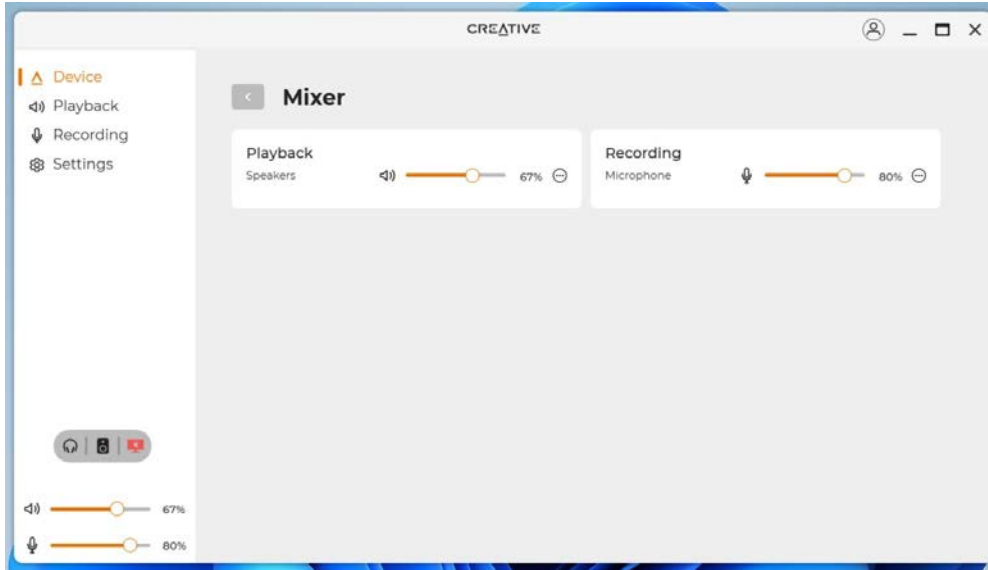 CREATIVE
Device
Playback
Recording
Settings
Mixer
Playback
Speakers
67%
Recording
Microphone
80%
67%
80%